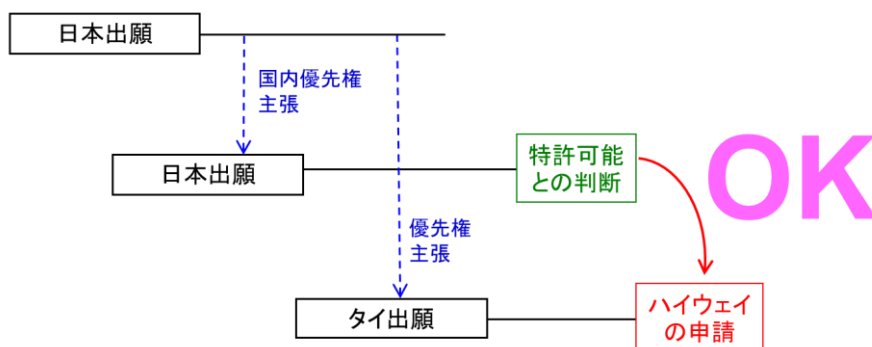 日本出願
国内優先権
主張
日本出願
特許可能
との判断
OK
優先権
主張
タイ出願
ハイウェイ
の申請